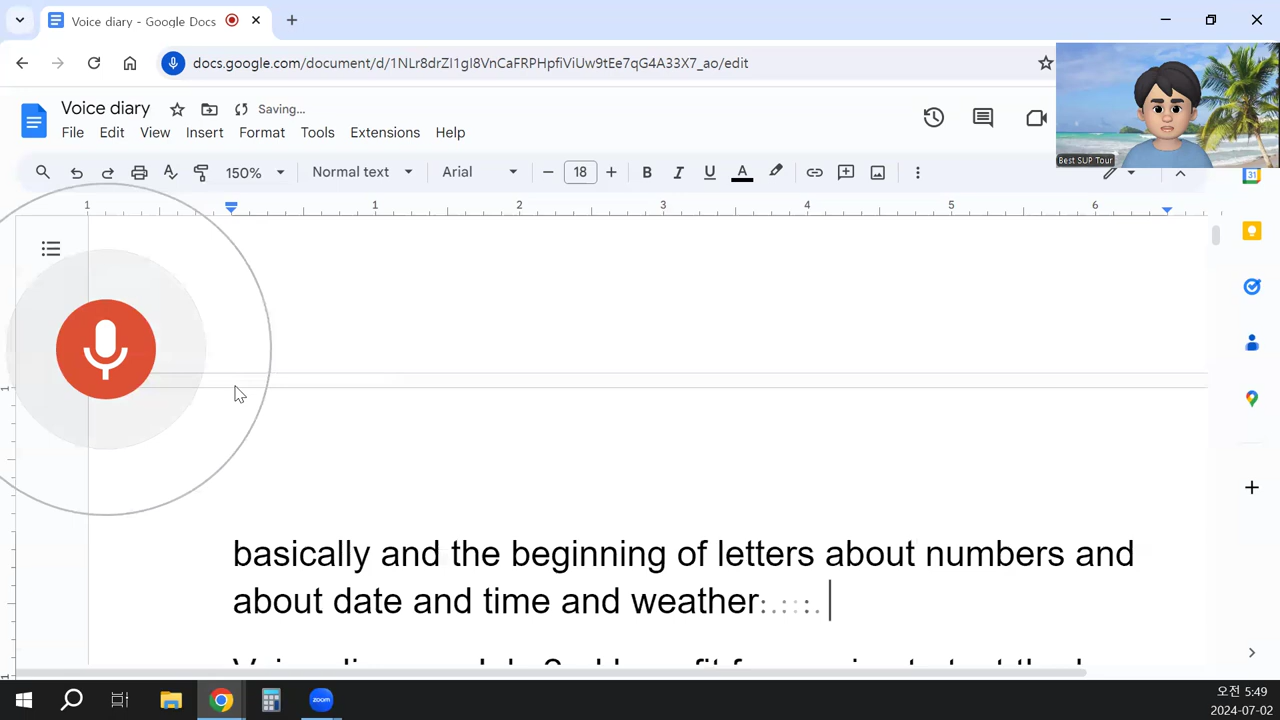 Voice diary - Google Docs
docs.google.com/document/d/1NLr8drZI1gI8VnCaFRPHpfiViUw9tEe7qG4A33X7_ao/edit
Voice diary
Saving...
File Edit View Insert Format Tools Extensions Help
150% Normal text Arial 18 B I U A
1 1 2 3 4 5 6
Best SUP Tour
31
1
basically and the beginning of letters about numbers and
about date and time and weather
zoom
오전 5:49
2024-07-02